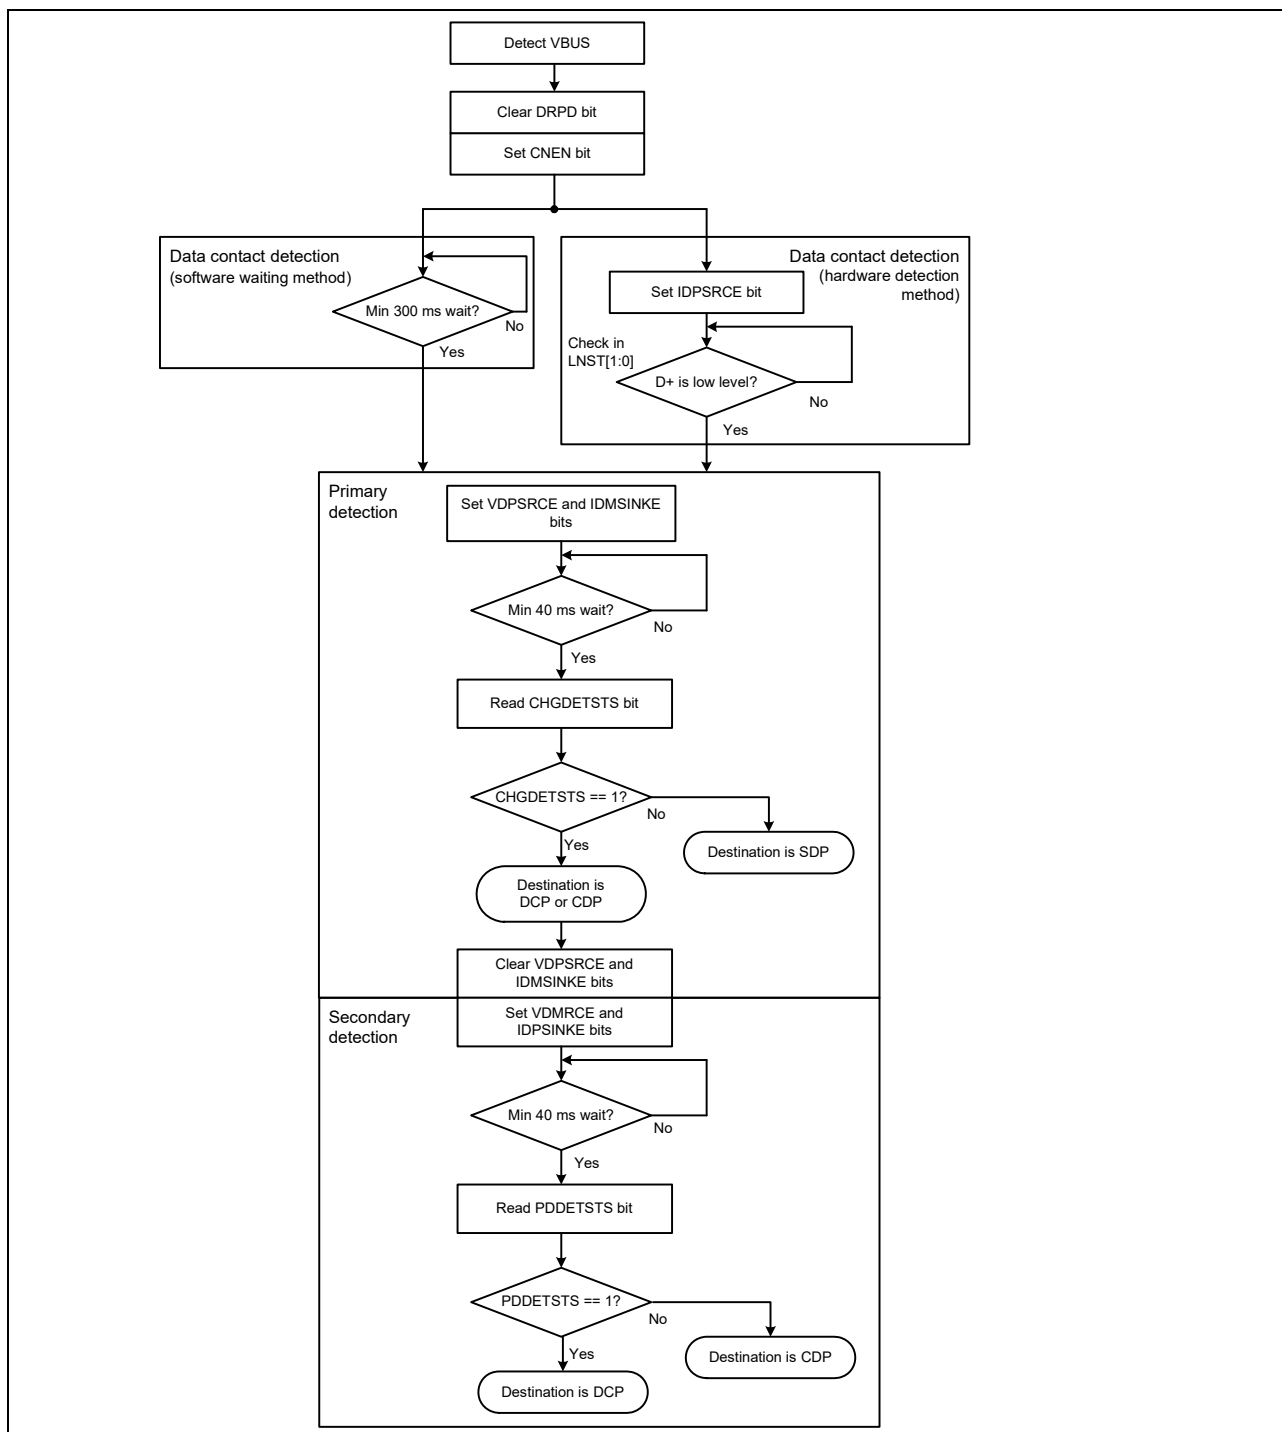 Detect VBUS
Clear DRPD bit
Set CNEN bit
Data contact detection
(software waiting method)
Min 300 ms wait?
No
Yes
Data contact detection
(hardware detection
method)
Set IDPSRCE bit
Check in
LNST[1:0]
D+ is low level?
No
Yes
Primary
detection
Set VDPSRCE and IDMSINKE
bits
Min 40 ms wait?
No
Yes
Read CHGDETSTS bit
CHGDETSTS == 1?
No
Yes
Destination is SDP
Destination is
DCP or CDP
Clear VDPSRCE and
IDMSINKE bits
Secondary
detection
Set VDMRCE and
IDPSINKE bits
Min 40 ms wait?
No
Yes
Read PDDETSTS bit
PDDETSTS == 1?
No
Yes
Destination is CDP
Destination is DCP